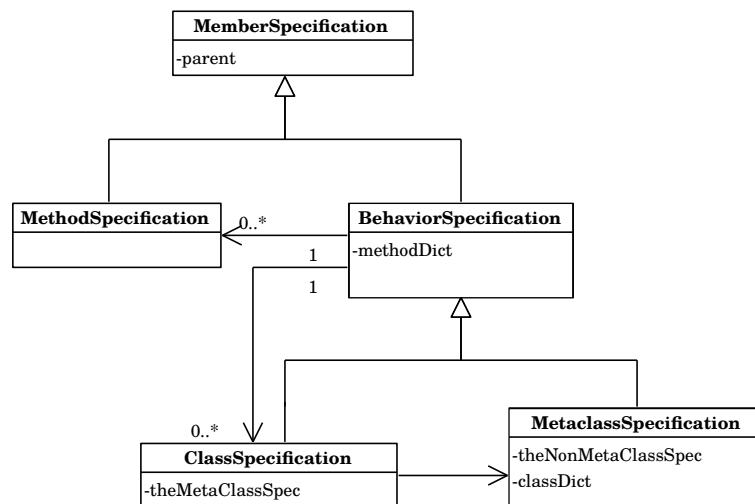 MemberSpecification
-parent
MethodSpecification
BehaviorSpecification
0..*
-methodDict
1
1
0..*
ClassSpecification
-theMetaClassSpec
MetaclassSpecification
-theNonMetaClassSpec
-classDict